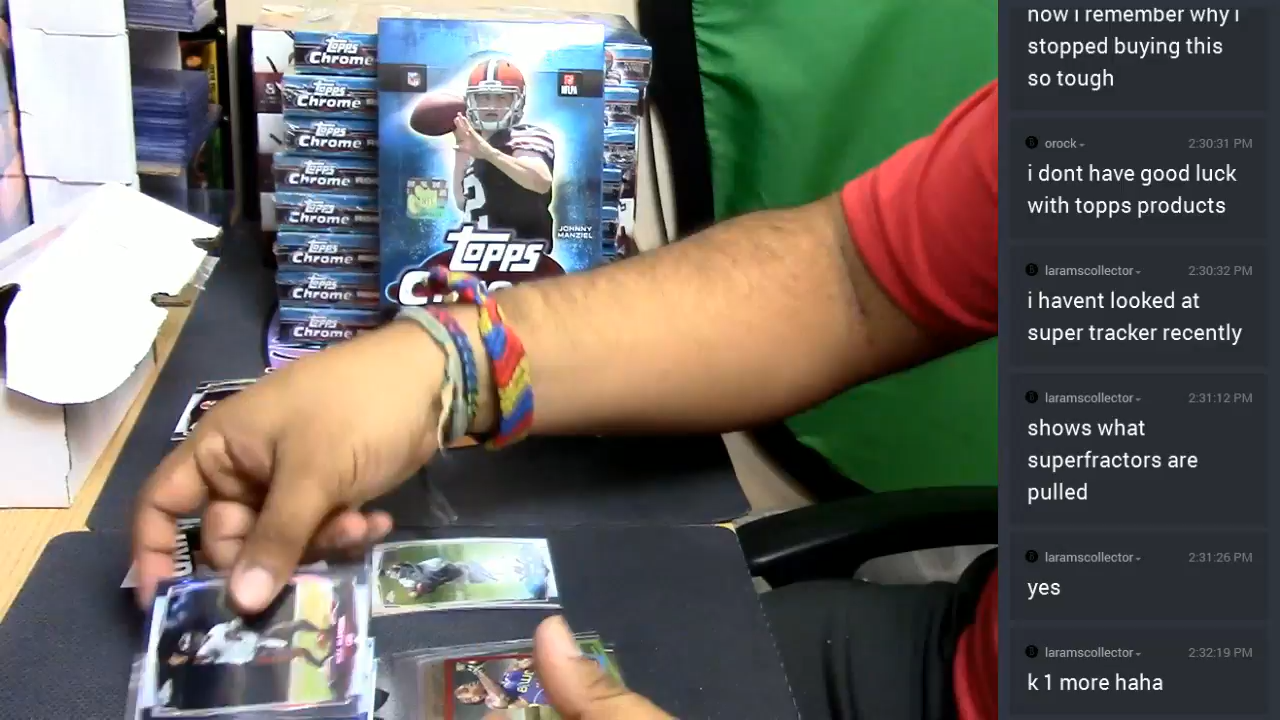 now i remember why i
stopped buying this
so tough
orock
2:30:31 PM
i dont have good luck
with topps products
laramscollector
2:30:32 PM
i havent looked at
super tracker recently
laramscollector
2:31:12 PM
shows what
superfractors are
pulled
laramscollector
2:31:26 PM
yes
laramscollector
2:32:19 PM
k 1 more haha
Topps
Chrome
Topps
Chrome
Topps
Chrome
Topps
Chrome
Topps
Chrome
Topps
Chrome
Topps
Chrome
Topps
Chrome
JOHNNY
MANZIEL
Topps